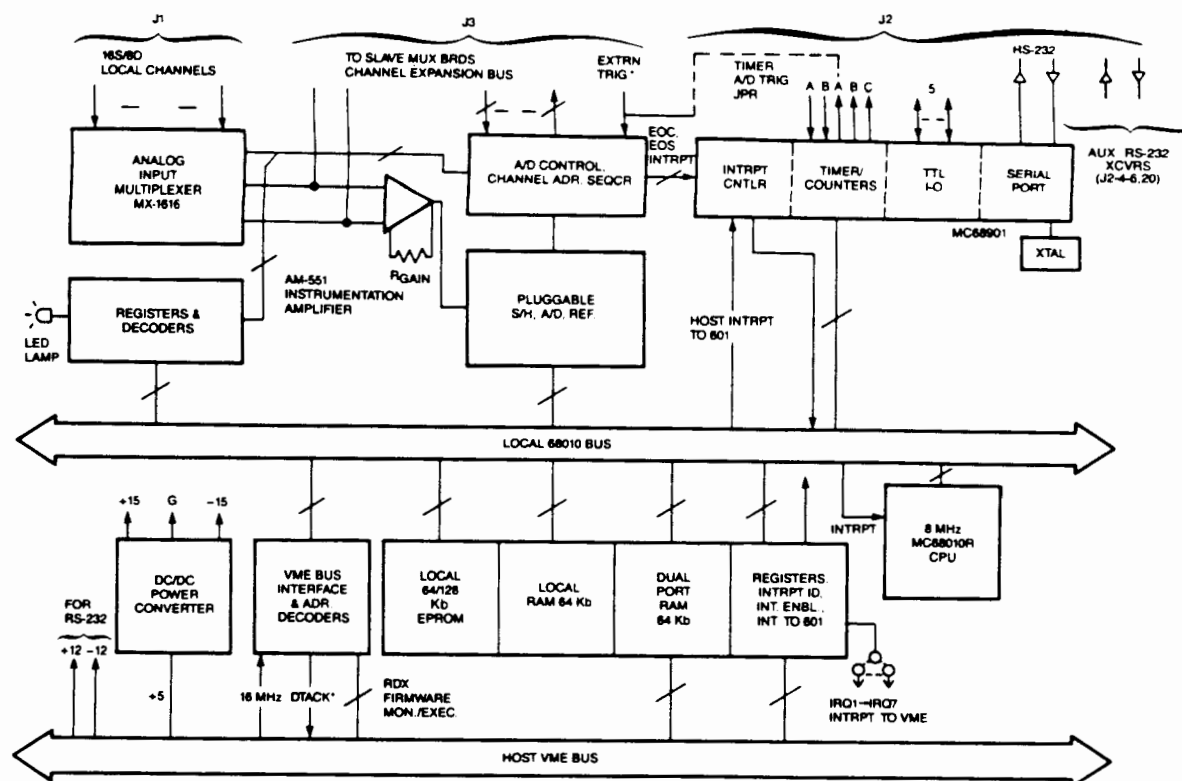 J1
J3
J2
16S/8D
LOCAL CHANNELS
TO SLAVE MUX BRDS
CHANNEL EXPANSION BUS
EXTRN
TRIG*
TIMER
A/D TRIG
JPR
A B A B C
5
RS-232
AUX RS-232
XCVRS
(J2-4-6,20)
ANALOG
INPUT
MULTIPLEXER
MX-1616
A/D CONTROL,
CHANNEL ADR. SEQCR
EOC,
EOS
INTRPT
INTRPT
CNTLR
TIMER/
COUNTERS
TTL
I-O
SERIAL
PORT
MC68901
XTAL
RGAIN
AM-551
INSTRUMENTATION
AMPLIFIER
REGISTERS &
DECODERS
LED
LAMP
PLUGGABLE
S/H, A/D, REF.
HOST INTRPT
TO 601
LOCAL 68010 BUS
+15
G
-15
DC/DC
POWER
CONVERTER
VME BUS
INTERFACE
& ADR.
DECODERS
LOCAL
64/128
Kb
EPROM
LOCAL
RAM 64 Kb
DUAL
PORT
RAM
64 Kb
REGISTERS.
INTRPT ID,
INT. ENBL.,
INT TO 601
INTRPT
8 MHz
MC68010R
CPU
FOR
RS-232
+12 -12
+5
16 MHz DTACK*
RDX
FIRMWARE
MON./EXEC.
IRQ1→IRQ7
INTRPT TO VME
HOST VME BUS